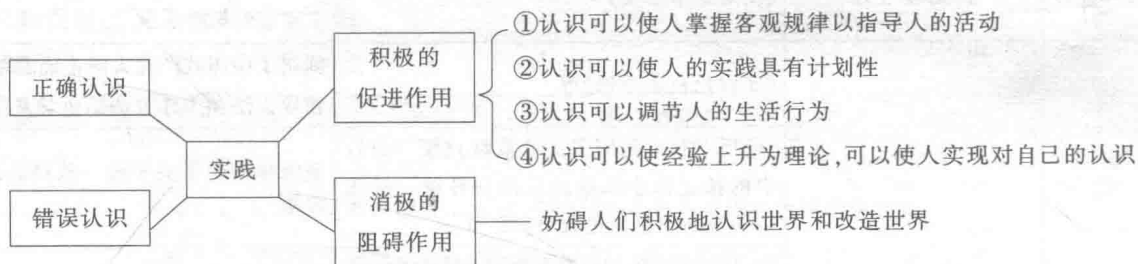 正确认识
错误认识
实践
积极的
促进作用
消极的
阻碍作用
①认识可以使人掌握客观规律以指导人的活动
②认识可以使人的实践具有计划性
③认识可以调节人的生活行为
④认识可以使经验上升为理论,可以使人实现对自己的认识
妨碍人们积极地认识世界和改造世界